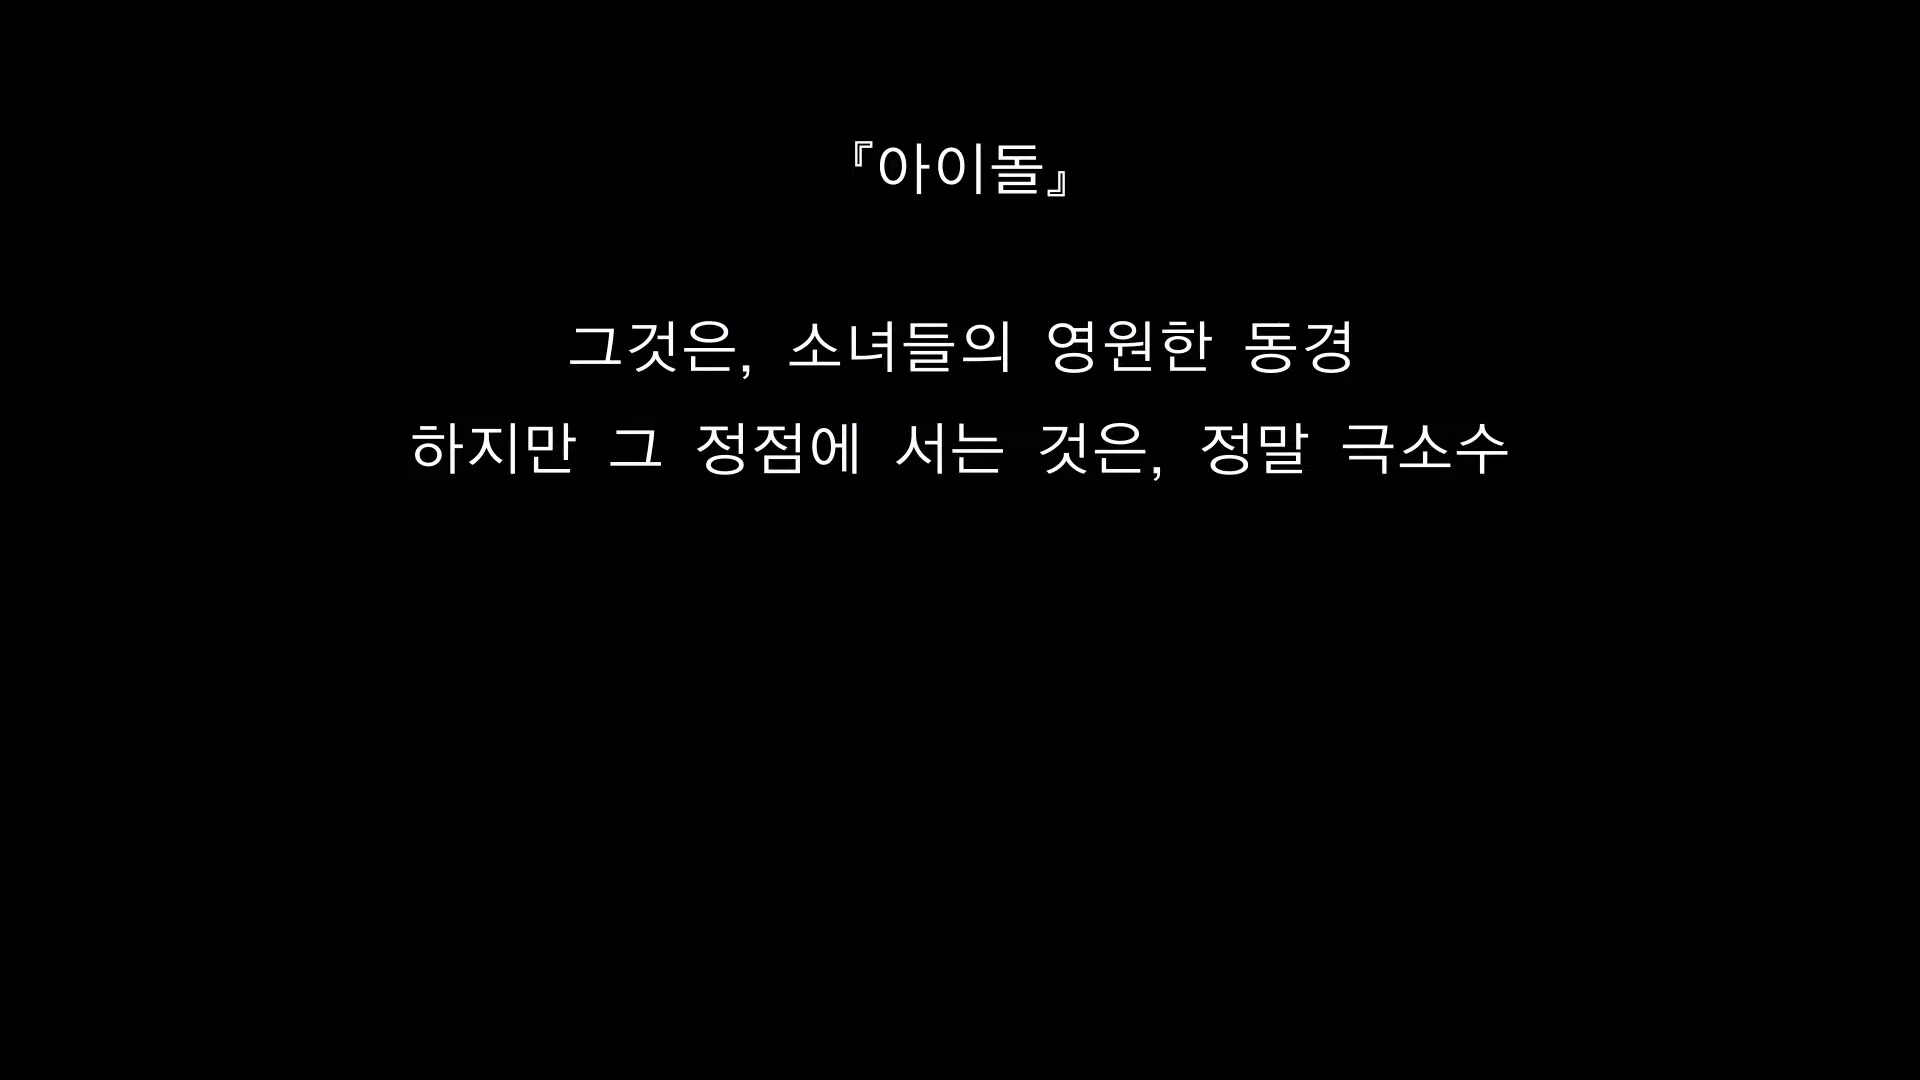 『아이돌』
그것은, 소녀들의 영원한 동경
하지만 그 정점에 서는 것은, 정말 극소수